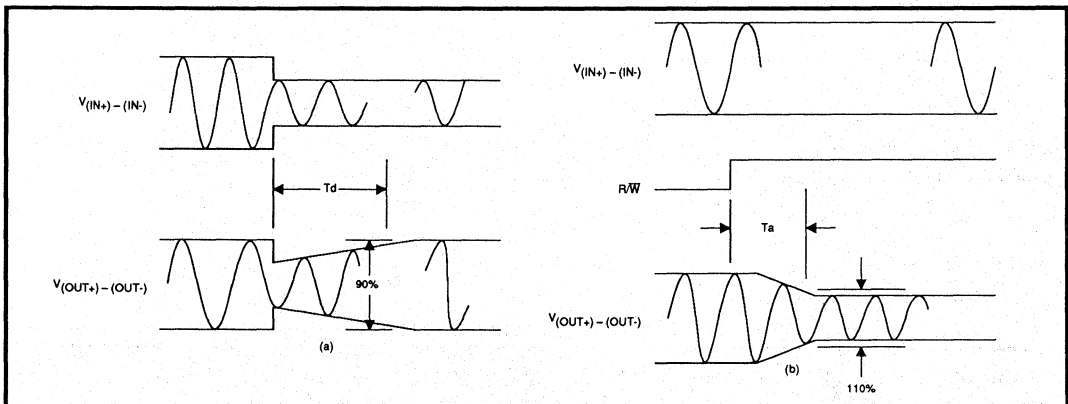 V(IN+) – (IN-)
Td
V(OUT+) – (OUT-)
90%
(a)
V(IN+) – (IN-)
R/W̅
Ta
V(OUT+) – (OUT-)
(b)
110%